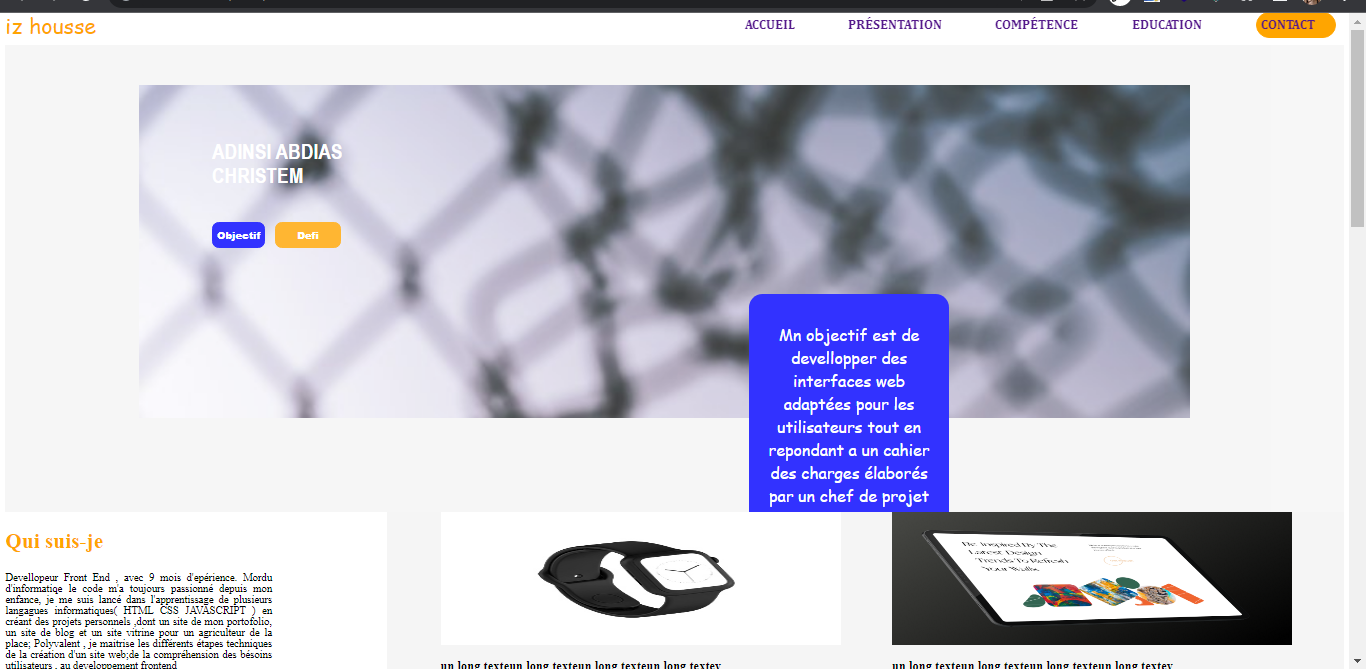 iz housse
ACCUEIL PRÉSENTATION COMPÉTENCE EDUCATION CONTACT
ADINSI ABDIAS
CHRISTEM
Objectif Defi
Mn objectif est de
devellopper des
interfaces web
adaptées pour les
utilisateurs tout en
repondant a un cahier
des charges élaborés
par un chef de projet
Qui suis-je
Devellopeur Front End , avec 9 mois d'epérience. Mordu
d'informatiqe le code m'a toujours passionné depuis mon
enfance, je me suis lancé dans l'apprentissage de plusieurs
langagues informatiques( HTML CSS JAVASCRIPT ) en
créant des projets personnels ,dont un site de mon portofolio,
un site de blog et un site vitrine pour un agriculteur de la
place; Polyvalent , je maitrise les différents étapes techniques
de la création d'un site web;de la compréhension des bésoins
utilisateurs , au developpement frontend
Be Inspired By The
Latest Design
Trends To Refresh
Your Walls.
un long texteun long texteun long texteun long textev
un long texteun long texteun long texteun long textev